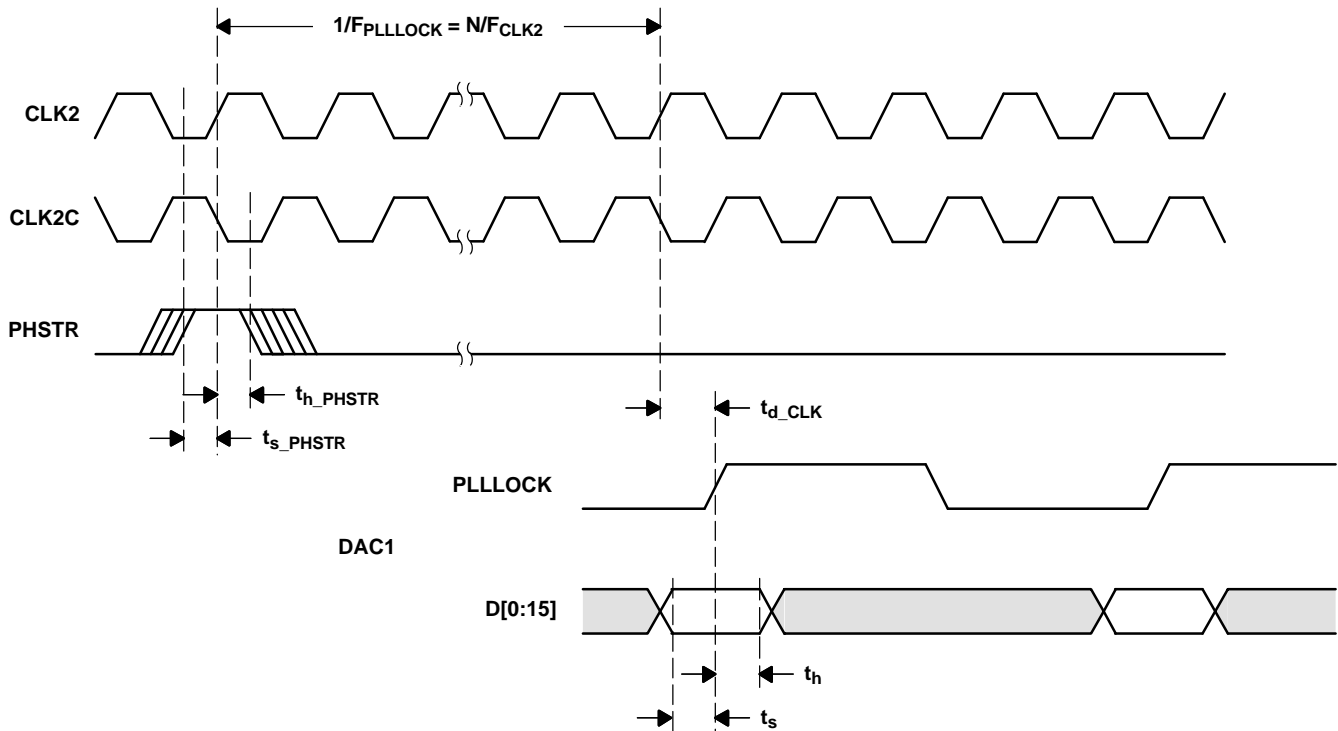 1/FPLLLOCK = N/FCLK2
CLK2
CLK2C
PHSTR
th_PHSTR
ts_PHSTR
td_CLK
PLLLOCK
DAC1
D[0:15]
th
ts